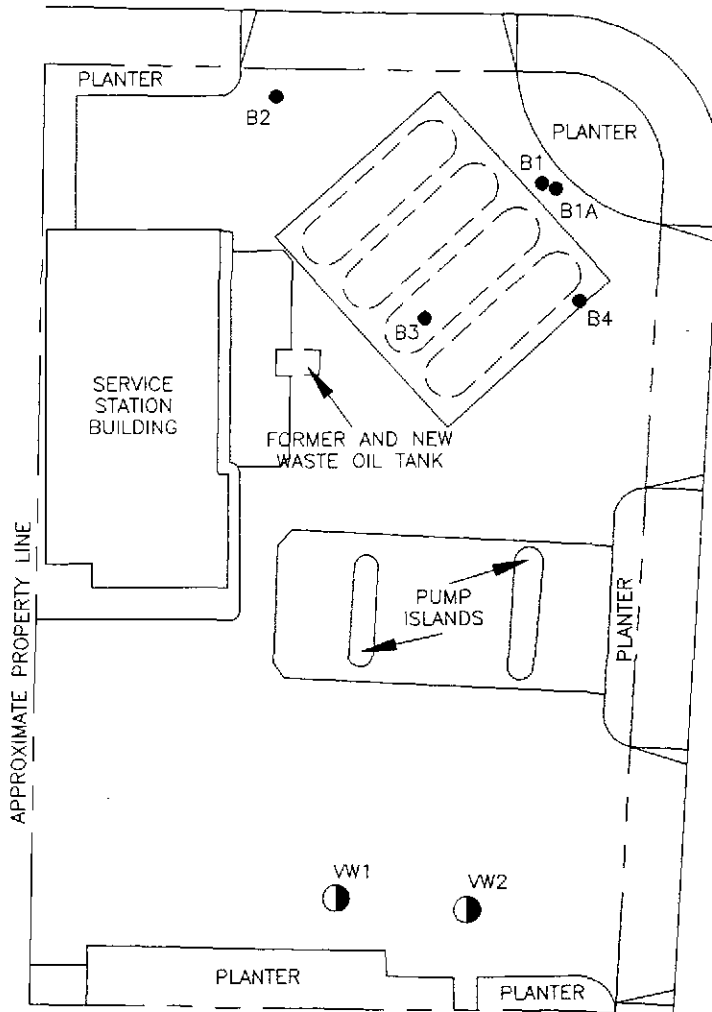 PLANTER
B2
PLANTER
B1
B1A
B3
B4
SERVICE
STATION
BUILDING
FORMER AND NEW
WASTE OIL TANK
APPROXIMATE PROPERTY LINE
PUMP
ISLANDS
PLANTER
VW1
VW2
PLANTER
PLANTER